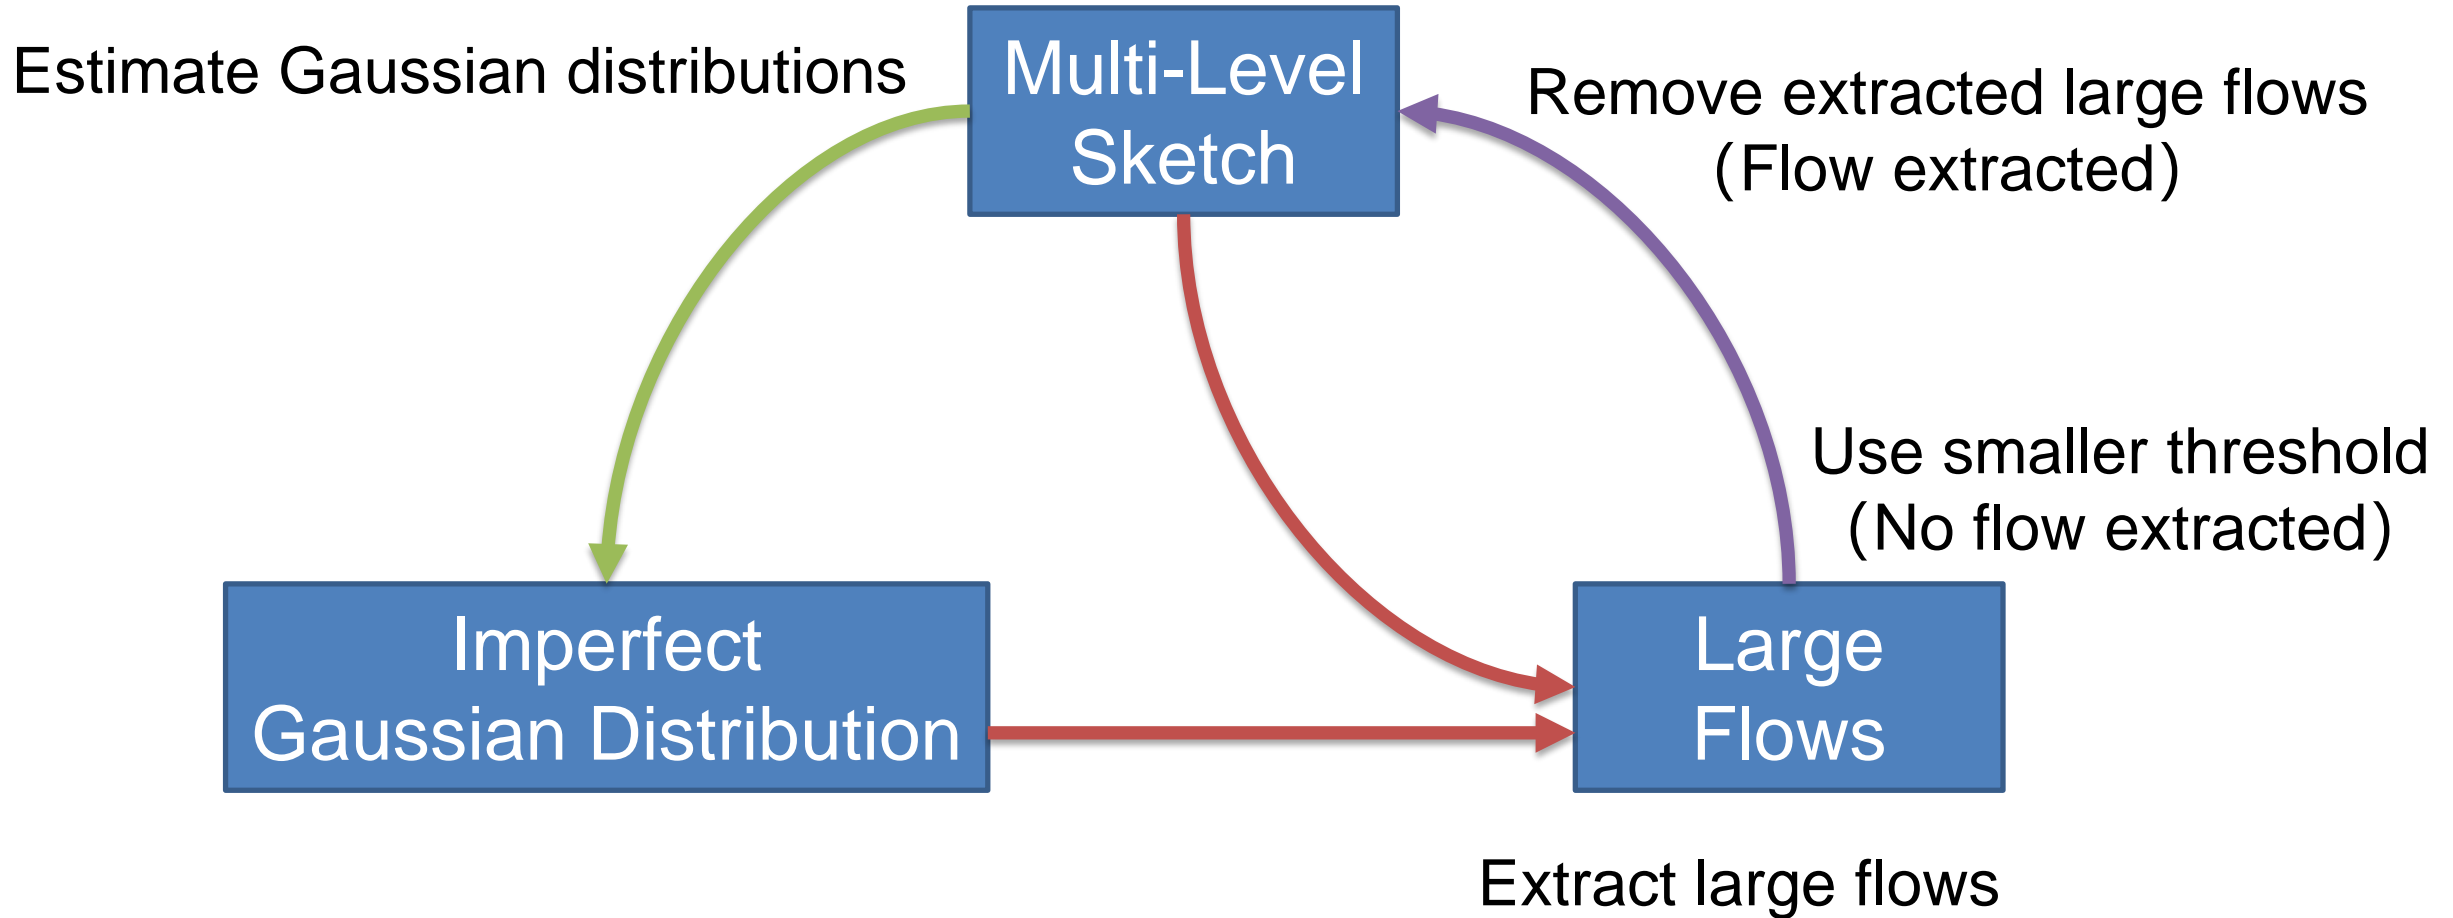 Estimate Gaussian distributions
Multi-Level
Sketch
Remove extracted large flows
(Flow extracted)
Use smaller threshold
(No flow extracted)
Imperfect
Gaussian Distribution
Large
Flows
Extract large flows